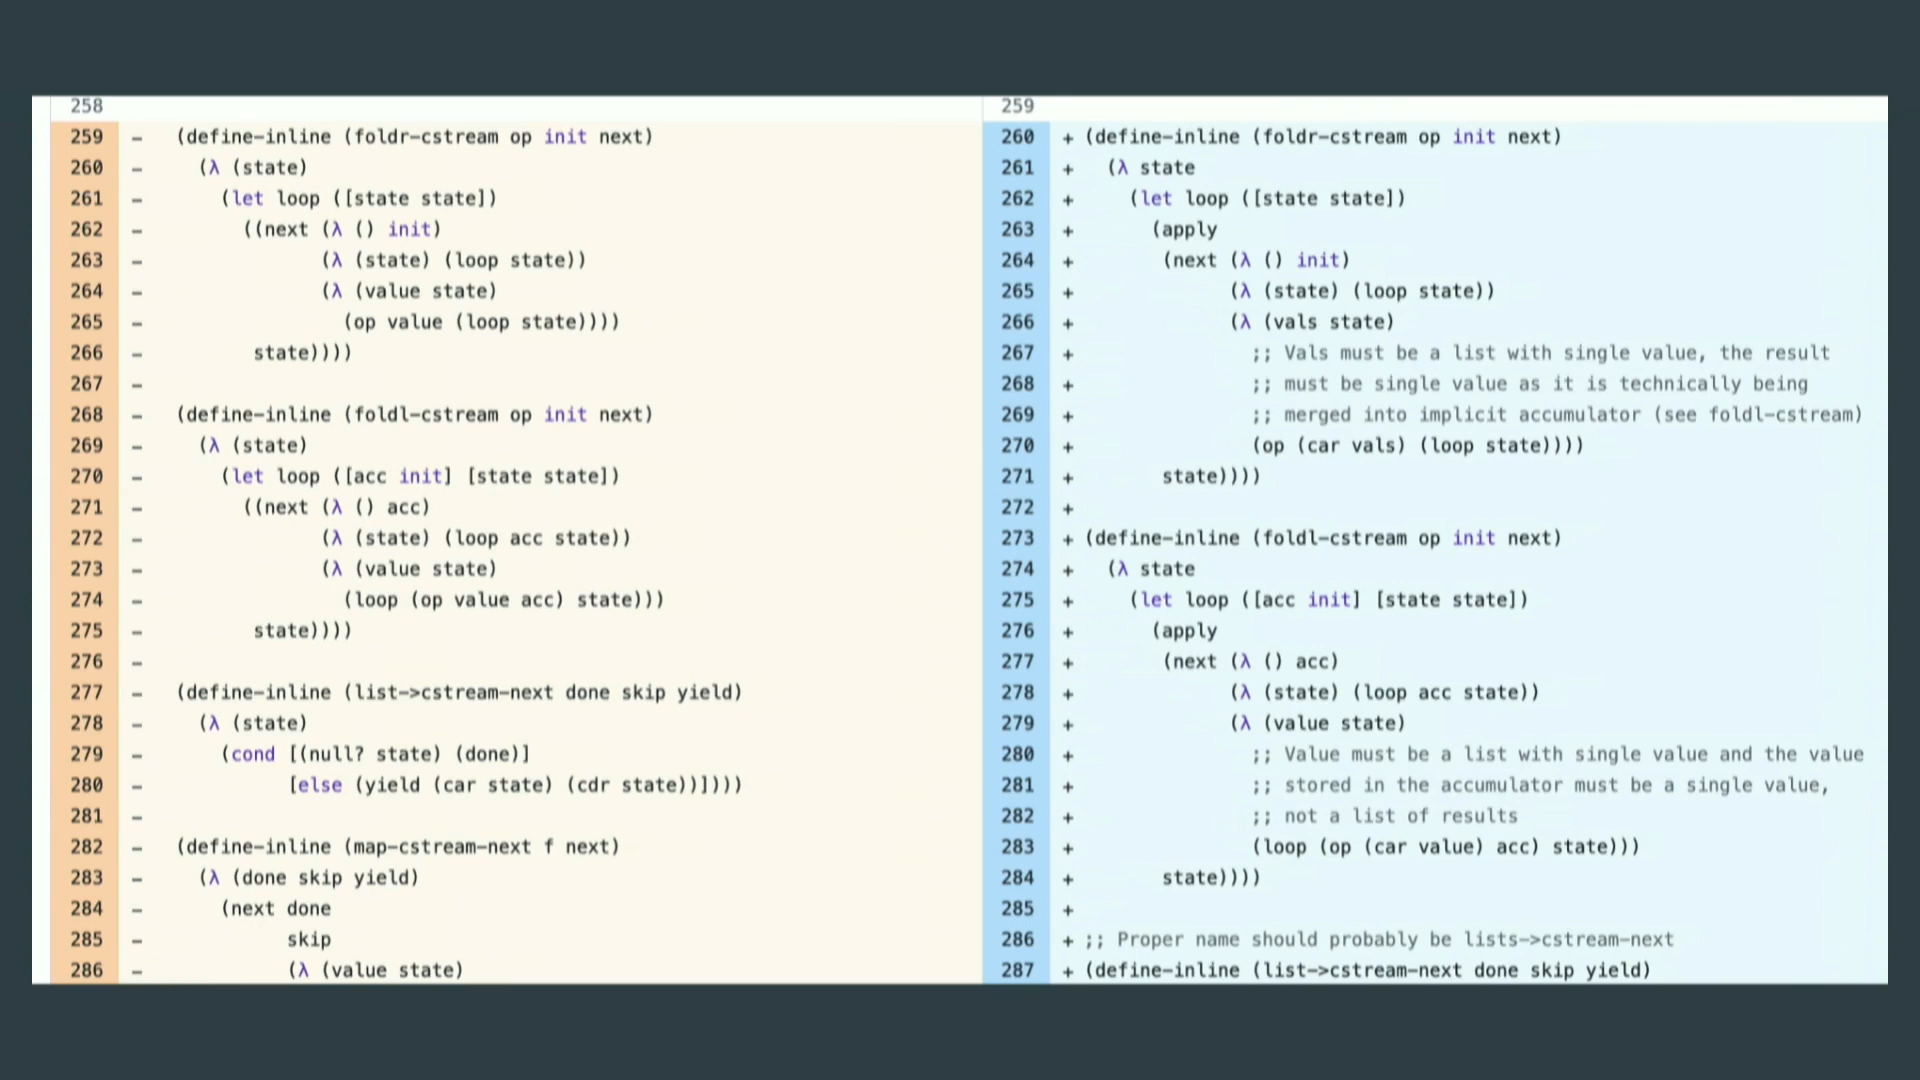 258
259 - (define-inline (foldr-cstream op init next)
260 - (λ (state)
261 - (let loop ([state state])
262 - ((next (λ () init)
263 - (λ (state) (loop state))
264 - (λ (value state)
265 - (op value (loop state))))
266 - state))))
267 -
268 - (define-inline (foldl-cstream op init next)
269 - (λ (state)
270 - (let loop ([acc init] [state state])
271 - ((next (λ () acc)
272 - (λ (state) (loop acc state))
273 - (λ (value state)
274 - (loop (op value acc) state)))
275 - state))))
276 -
277 - (define-inline (list->cstream-next done skip yield)
278 - (λ (state)
279 - (cond [(null? state) (done)]
280 - [else (yield (car state) (cdr state))])))
281 -
282 - (define-inline (map-cstream-next f next)
283 - (λ (done skip yield)
284 - (next done
285 - skip
286 - (λ (value state)
259
260 + (define-inline (foldr-cstream op init next)
261 + (λ state
262 + (let loop ([state state])
263 + (apply
264 + (next (λ () init)
265 + (λ (state) (loop state))
266 + (λ (vals state)
267 + ;; Vals must be a list with single value, the result
268 + ;; must be single value as it is technically being
269 + ;; merged into implicit accumulator (see foldl-cstream)
270 + (op (car vals) (loop state))))
271 + state))))
272 +
273 + (define-inline (foldl-cstream op init next)
274 + (λ state
275 + (let loop ([acc init] [state state])
276 + (apply
277 + (next (λ () acc)
278 + (λ (state) (loop acc state))
279 + (λ (value state)
280 + ;; Value must be a list with single value and the value
281 + ;; stored in the accumulator must be a single value,
282 + ;; not a list of results
283 + (loop (op (car value) acc) state)))
284 + state))))
285 +
286 + ;; Proper name should probably be lists->cstream-next
287 + (define-inline (list->cstream-next done skip yield)